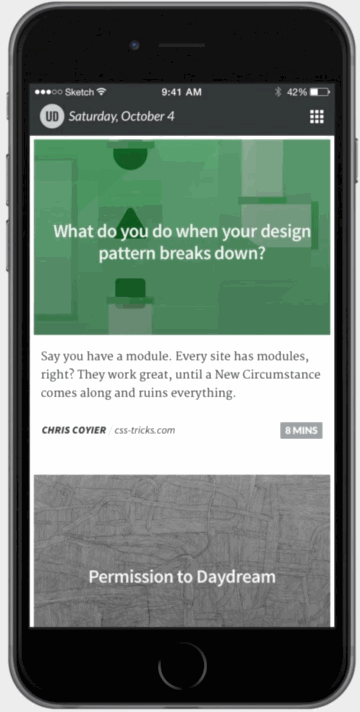 ●●●○○ Sketch 9:41 AM 42%
UD Saturday, October 4
What do you do when your design
pattern breaks down?
Say you have a module. Every site has modules,
right? They work great, until a New Circumstance
comes along and ruins everything.
CHRIS COYIER / css-tricks.com 8 MINS
Permission to Daydream